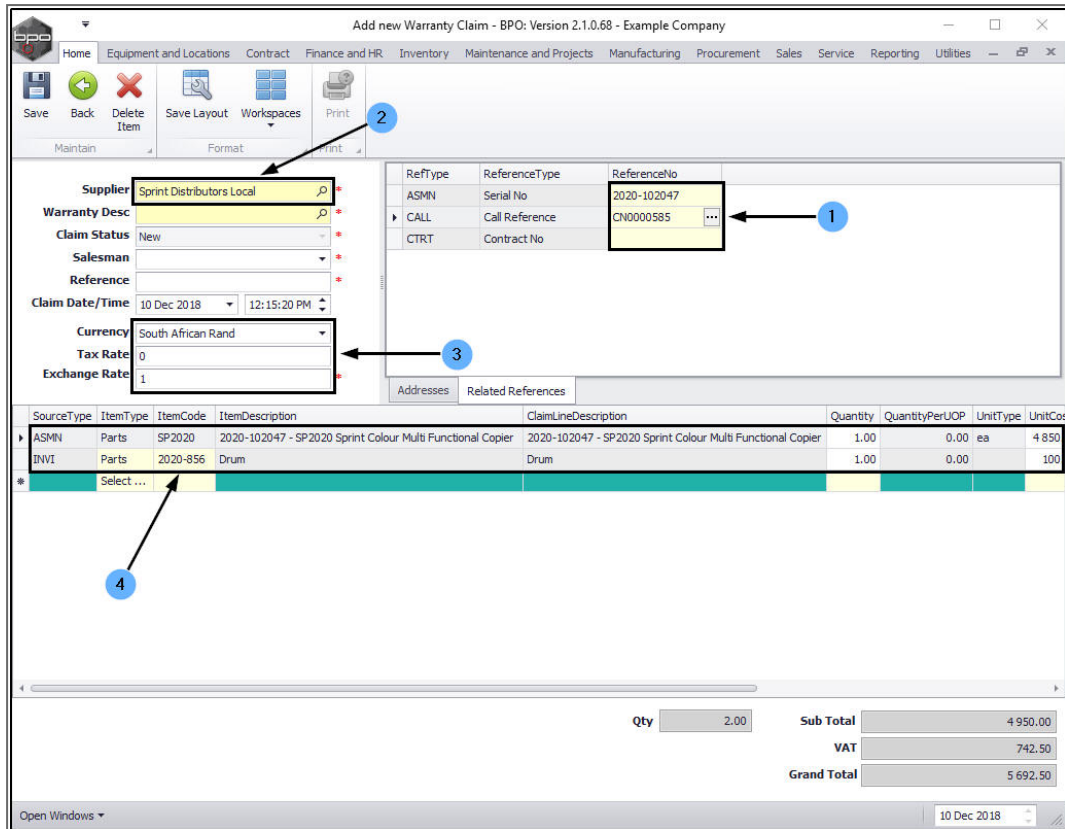 Add new Warranty Claim - BPO: Version 2.1.0.68 - Example Company
bpo
Home Equipment and Locations Contract Finance and HR Inventory Maintenance and Projects Manufacturing Procurement Sales Service Reporting Utilities
Save Back Delete Item Save Layout Workspaces Print
Maintain Format Print
2
Supplier Sprint Distributors Local *
Warranty Desc *
Claim Status New *
Salesman *
Reference *
Claim Date/Time 10 Dec 2018 12:15:20 PM
Currency South African Rand
Tax Rate 0
Exchange Rate 1 *
3
RefType ReferenceType ReferenceNo
ASMN Serial No 2020-102047
CALL Call Reference CN0000585 ...
CTRT Contract No
1
Addresses Related References
SourceType ItemType ItemCode ItemDescription ClaimLineDescription Quantity QuantityPerUOP UnitType UnitCos
ASMN Parts SP2020 2020-102047 - SP2020 Sprint Colour Multi Functional Copier 2020-102047 - SP2020 Sprint Colour Multi Functional Copier 1.00 0.00 ea 4 850
INVI Parts 2020-856 Drum Drum 1.00 0.00 100
Select ...
4
Qty 2.00 Sub Total 4 950.00
VAT 742.50
Grand Total 5 692.50
Open Windows 10 Dec 2018